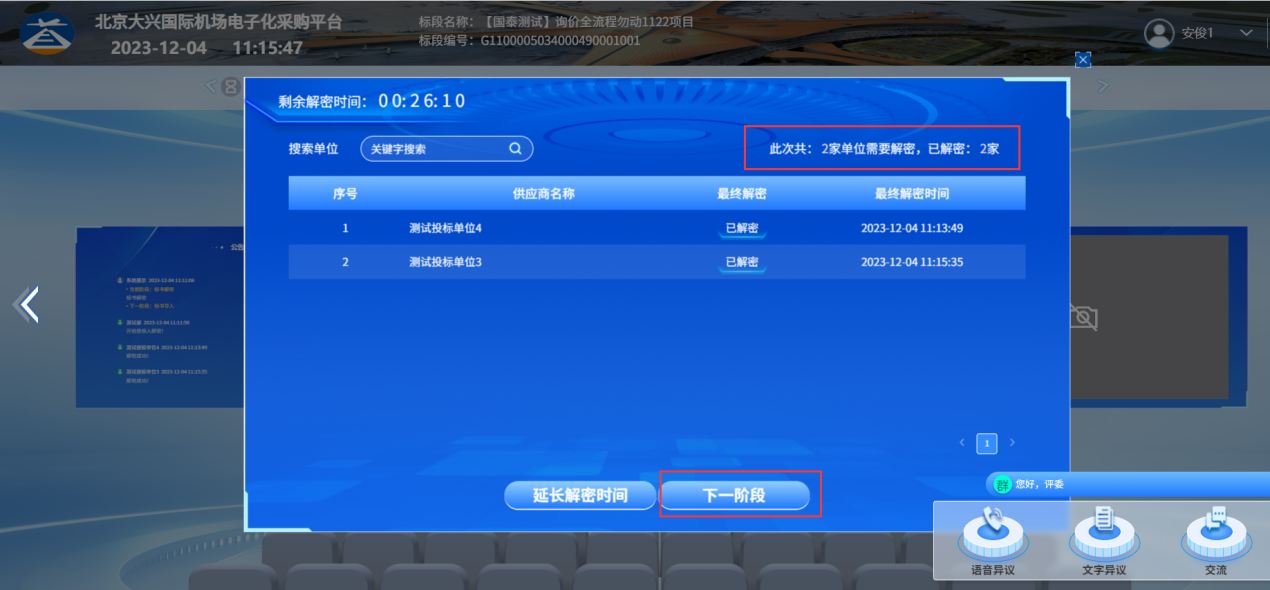 北京大兴国际机场电子化采购平台
2023-12-04 11:15:47
标段名称：【国泰测试】询价全流程勿动1122项目
标段编号：G1100005034000490001001
安俊1
剩余解密时间：00:26:10
搜索单位 关键字搜索
此次共：2家单位需要解密，已解密：2家
序号 供应商名称 最终解密 最终解密时间
1 测试投标单位4 已解密 2023-12-04 11:13:49
2 测试投标单位3 已解密 2023-12-04 11:15:35
1
延长解密时间 下一阶段
公告
群 您好，评委
语音异议 文字异议 交流